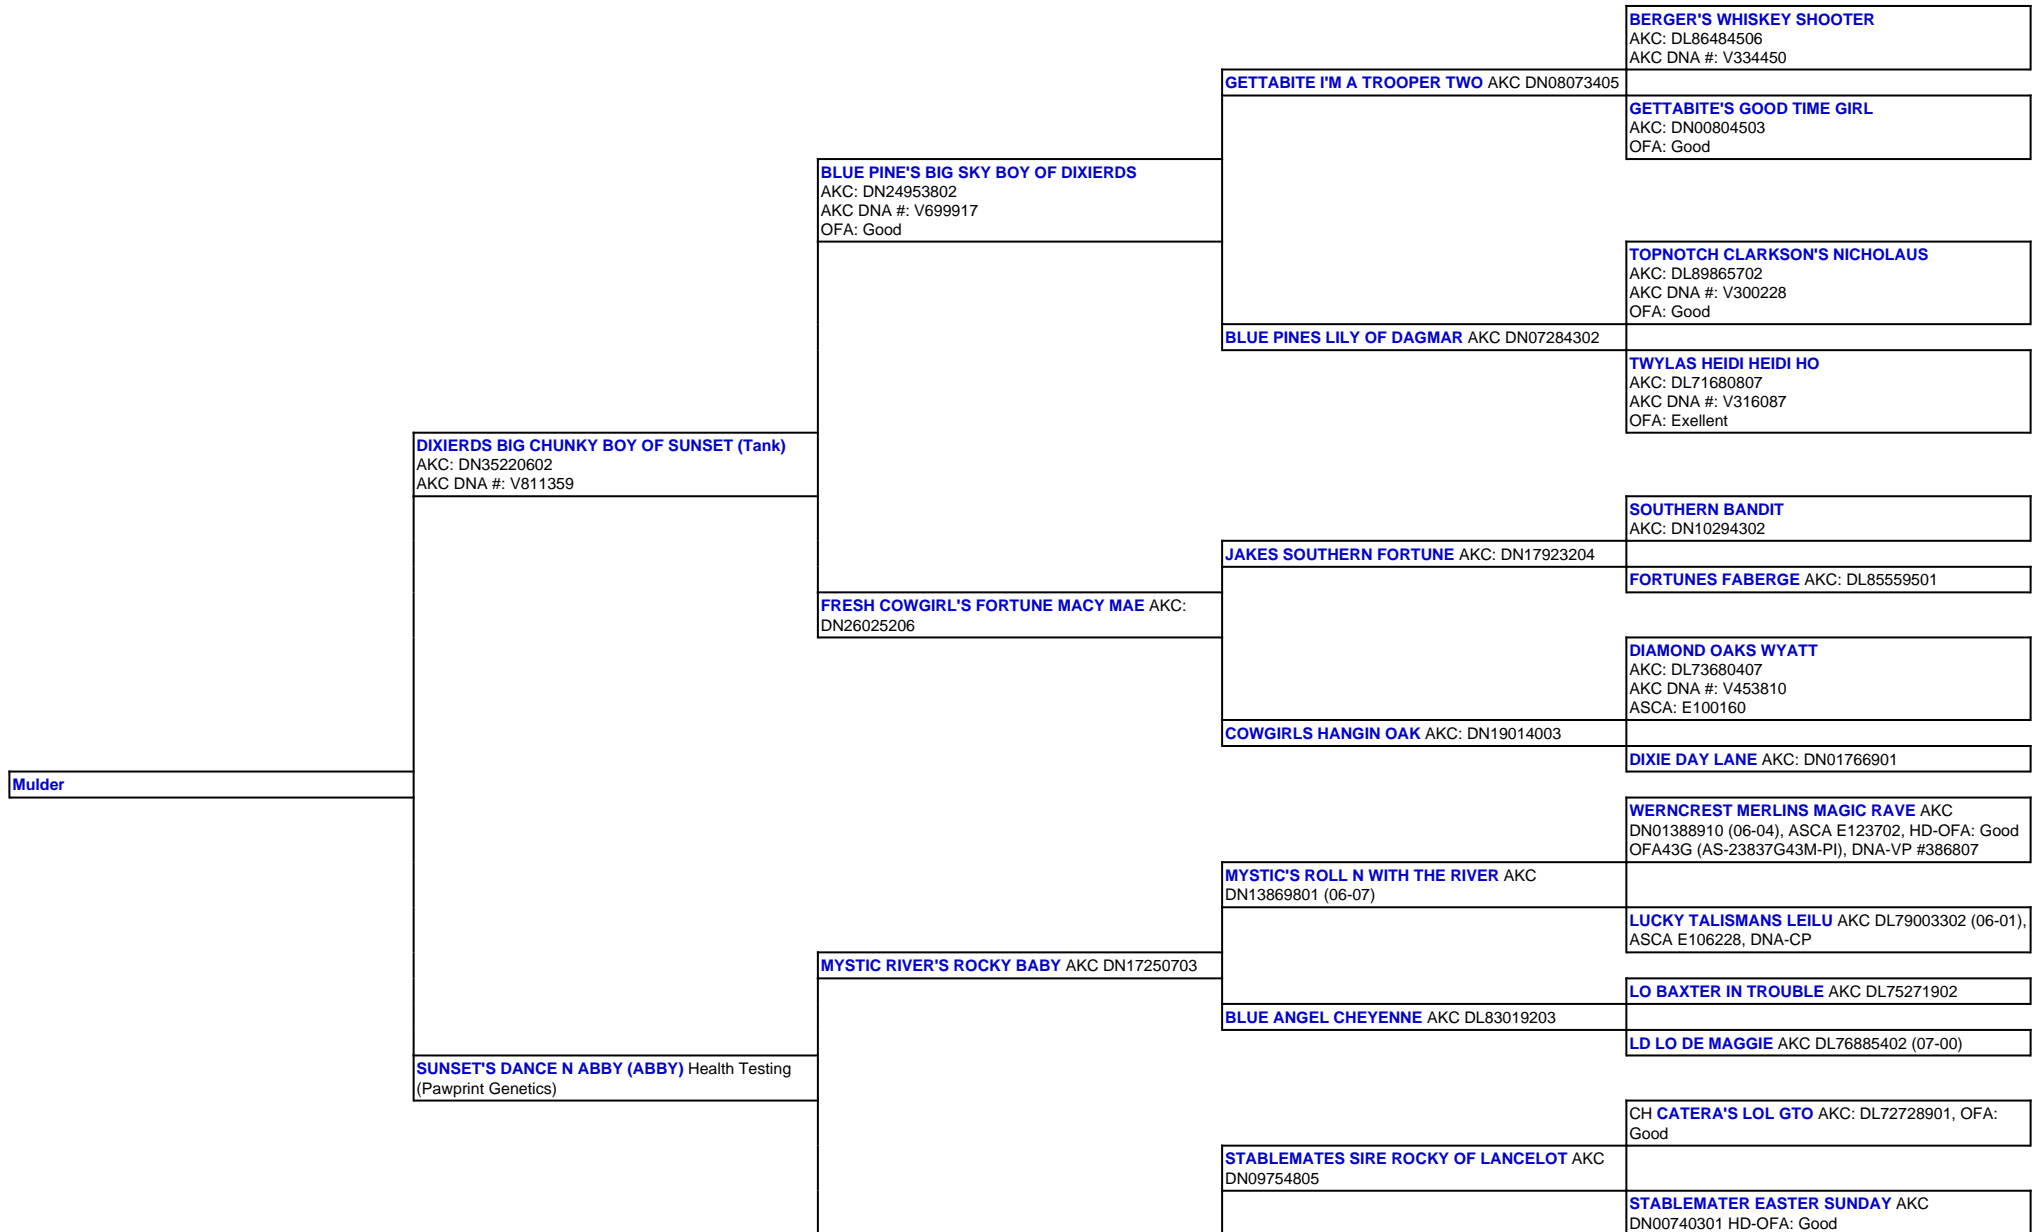 BERGER'S WHISKEY SHOOTER
AKC: DL86484506
AKC DNA #: V334450
GETTABITE I'M A TROOPER TWO AKC DN08073405
GETTABITE'S GOOD TIME GIRL
AKC: DN00804503
OFA: Good
BLUE PINE'S BIG SKY BOY OF DIXIERDS
AKC: DN24953802
AKC DNA #: V699917
OFA: Good
TOPNOTCH CLARKSON'S NICHOLAUS
AKC: DL89865702
AKC DNA #: V300228
OFA: Good
BLUE PINES LILY OF DAGMAR AKC DN07284302
TWYLAS HEIDI HEIDI HO
AKC: DL71680807
AKC DNA #: V316087
OFA: Exellent
DIXIERDS BIG CHUNKY BOY OF SUNSET (Tank)
AKC: DN35220602
AKC DNA #: V811359
SOUTHERN BANDIT
AKC: DN10294302
JAKES SOUTHERN FORTUNE AKC: DN17923204
FORTUNES FABERGE AKC: DL85559501
FRESH COWGIRL'S FORTUNE MACY MAE AKC:
DN26025206
DIAMOND OAKS WYATT
AKC: DL73680407
AKC DNA #: V453810
ASCA: E100160
COWGIRLS HANGIN OAK AKC: DN19014003
DIXIE DAY LANE AKC: DN01766901
Mulder
WERNCREST MERLINS MAGIC RAVE AKC
DN01388910 (06-04), ASCA E123702, HD-OFA: Good
OFA43G (AS-23837G43M-PI), DNA-VP #386807
MYSTIC'S ROLL N WITH THE RIVER AKC
DN13869801 (06-07)
LUCKY TALISMANS LEILU AKC DL79003302 (06-01),
ASCA E106228, DNA-CP
MYSTIC RIVER'S ROCKY BABY AKC DN17250703
LO BAXTER IN TROUBLE AKC DL75271902
BLUE ANGEL CHEYENNE AKC DL83019203
LD LO DE MAGGIE AKC DL76885402 (07-00)
SUNSET'S DANCE N ABBY (ABBY) Health Testing
(Pawprint Genetics)
CH CATERA'S LOL GTO AKC: DL72728901, OFA:
Good
STABLEMATES SIRE ROCKY OF LANCELOT AKC
DN09754805
STABLEMATER EASTER SUNDAY AKC
DN00740301 HD-OFA: Good